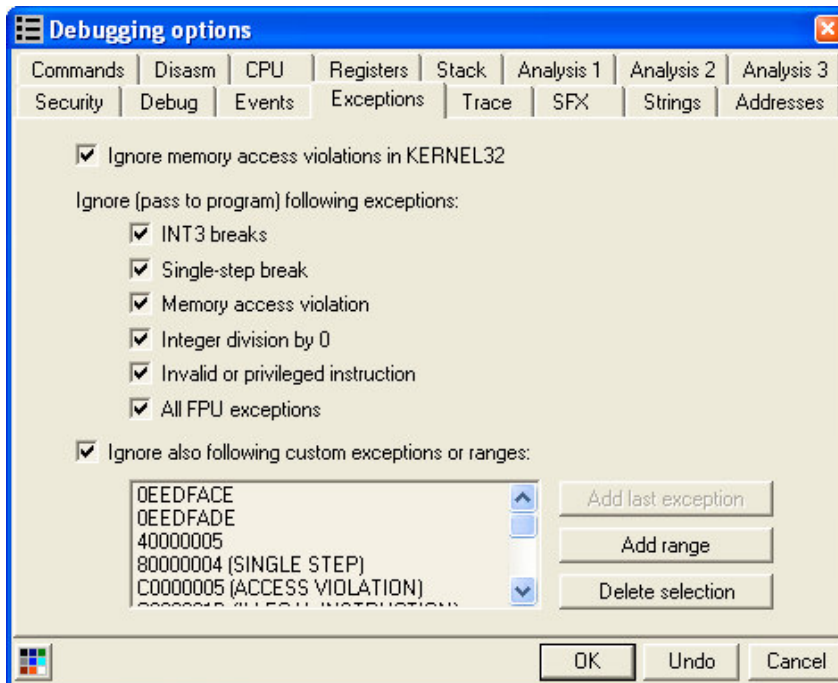 Debugging options
Commands Disasm CPU Registers Stack Analysis 1 Analysis 2 Analysis 3
Security Debug Events Exceptions Trace SFX Strings Addresses
Ignore memory access violations in KERNEL32
Ignore (pass to program) following exceptions:
INT3 breaks
Single-step break
Memory access violation
Integer division by 0
Invalid or privileged instruction
All FPU exceptions
Ignore also following custom exceptions or ranges:
0EEDFACE
0EEDFADE
40000005
80000004 (SINGLE STEP)
C0000005 (ACCESS VIOLATION)
Add last exception
Add range
Delete selection
OK Undo Cancel